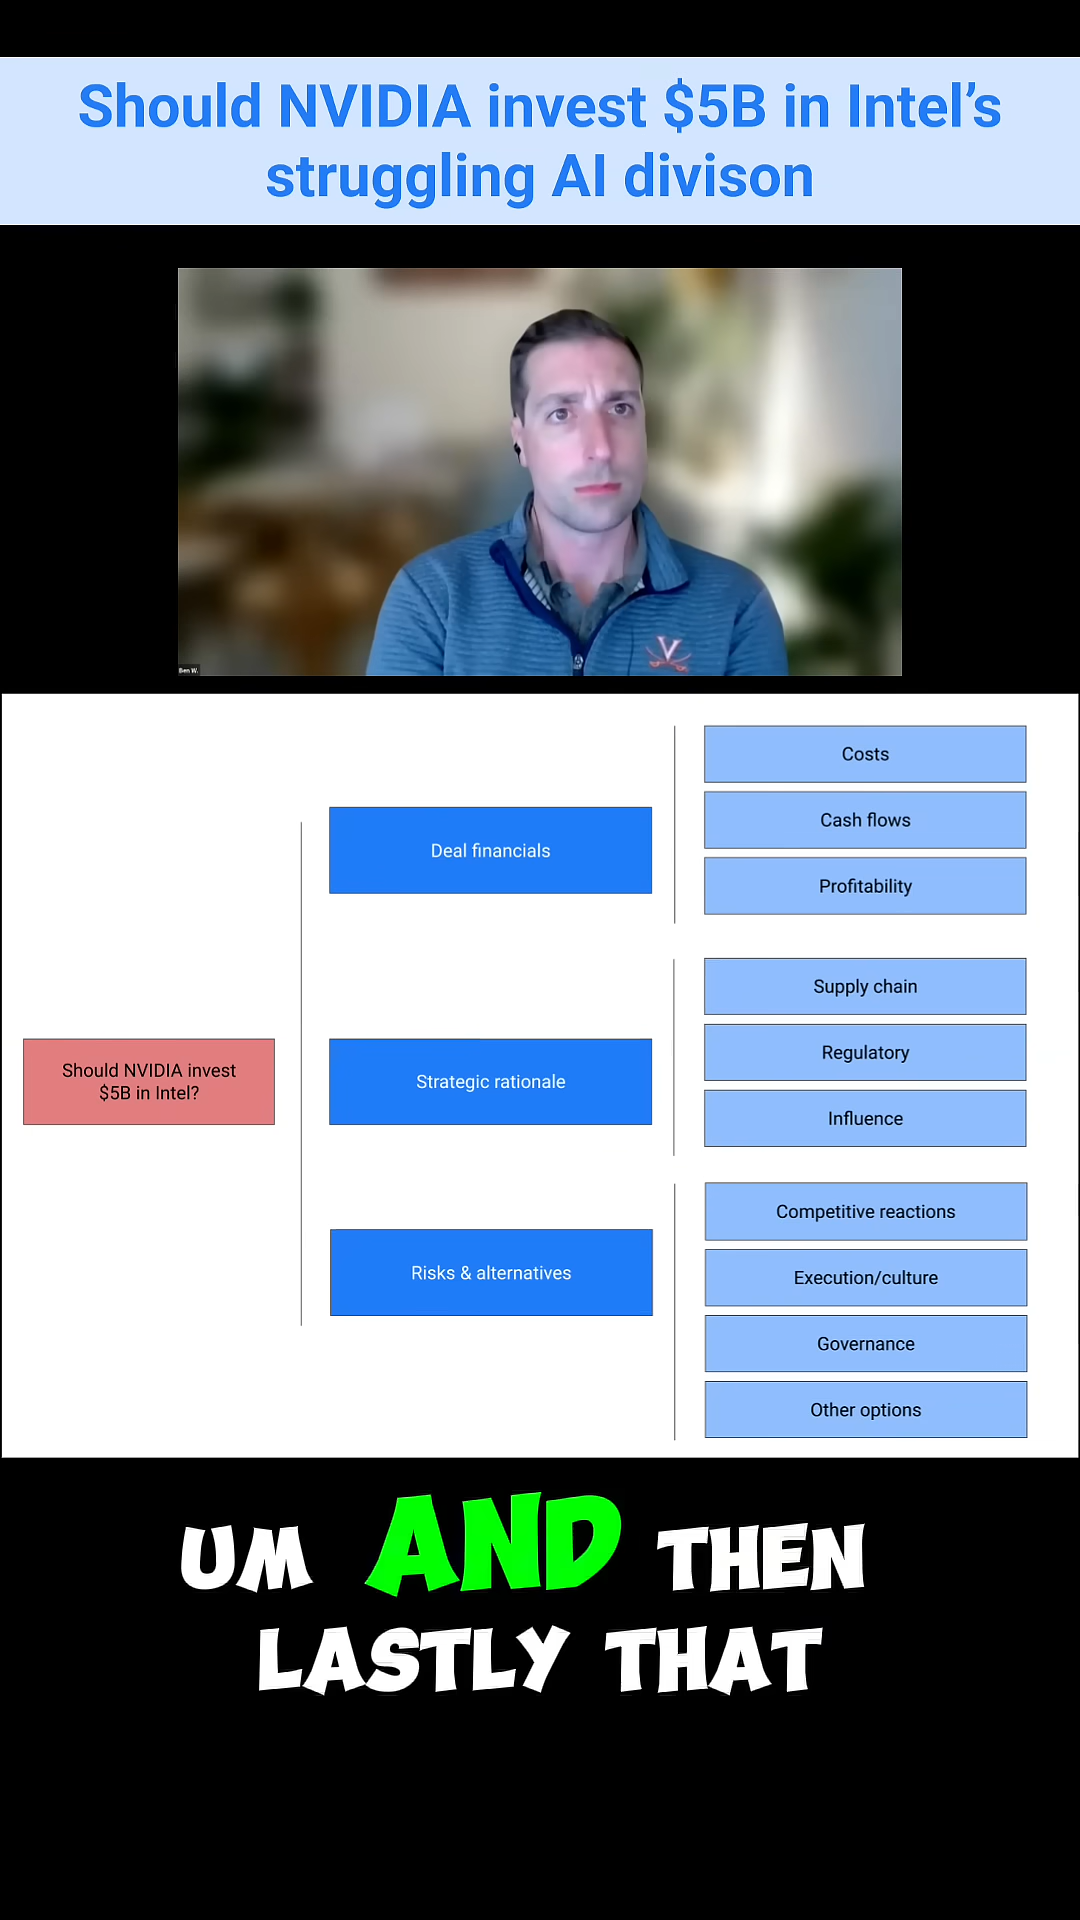 Should NVIDIA invest $5B in Intel’s
struggling AI divison
Ben W.
Costs
Cash flows
Deal financials
Profitability
Supply chain
Regulatory
Should NVIDIA invest
$5B in Intel?
Strategic rationale
Influence
Competitive reactions
Risks & alternatives
Execution/culture
Governance
Other options
UM AND THEN
LASTLY THAT